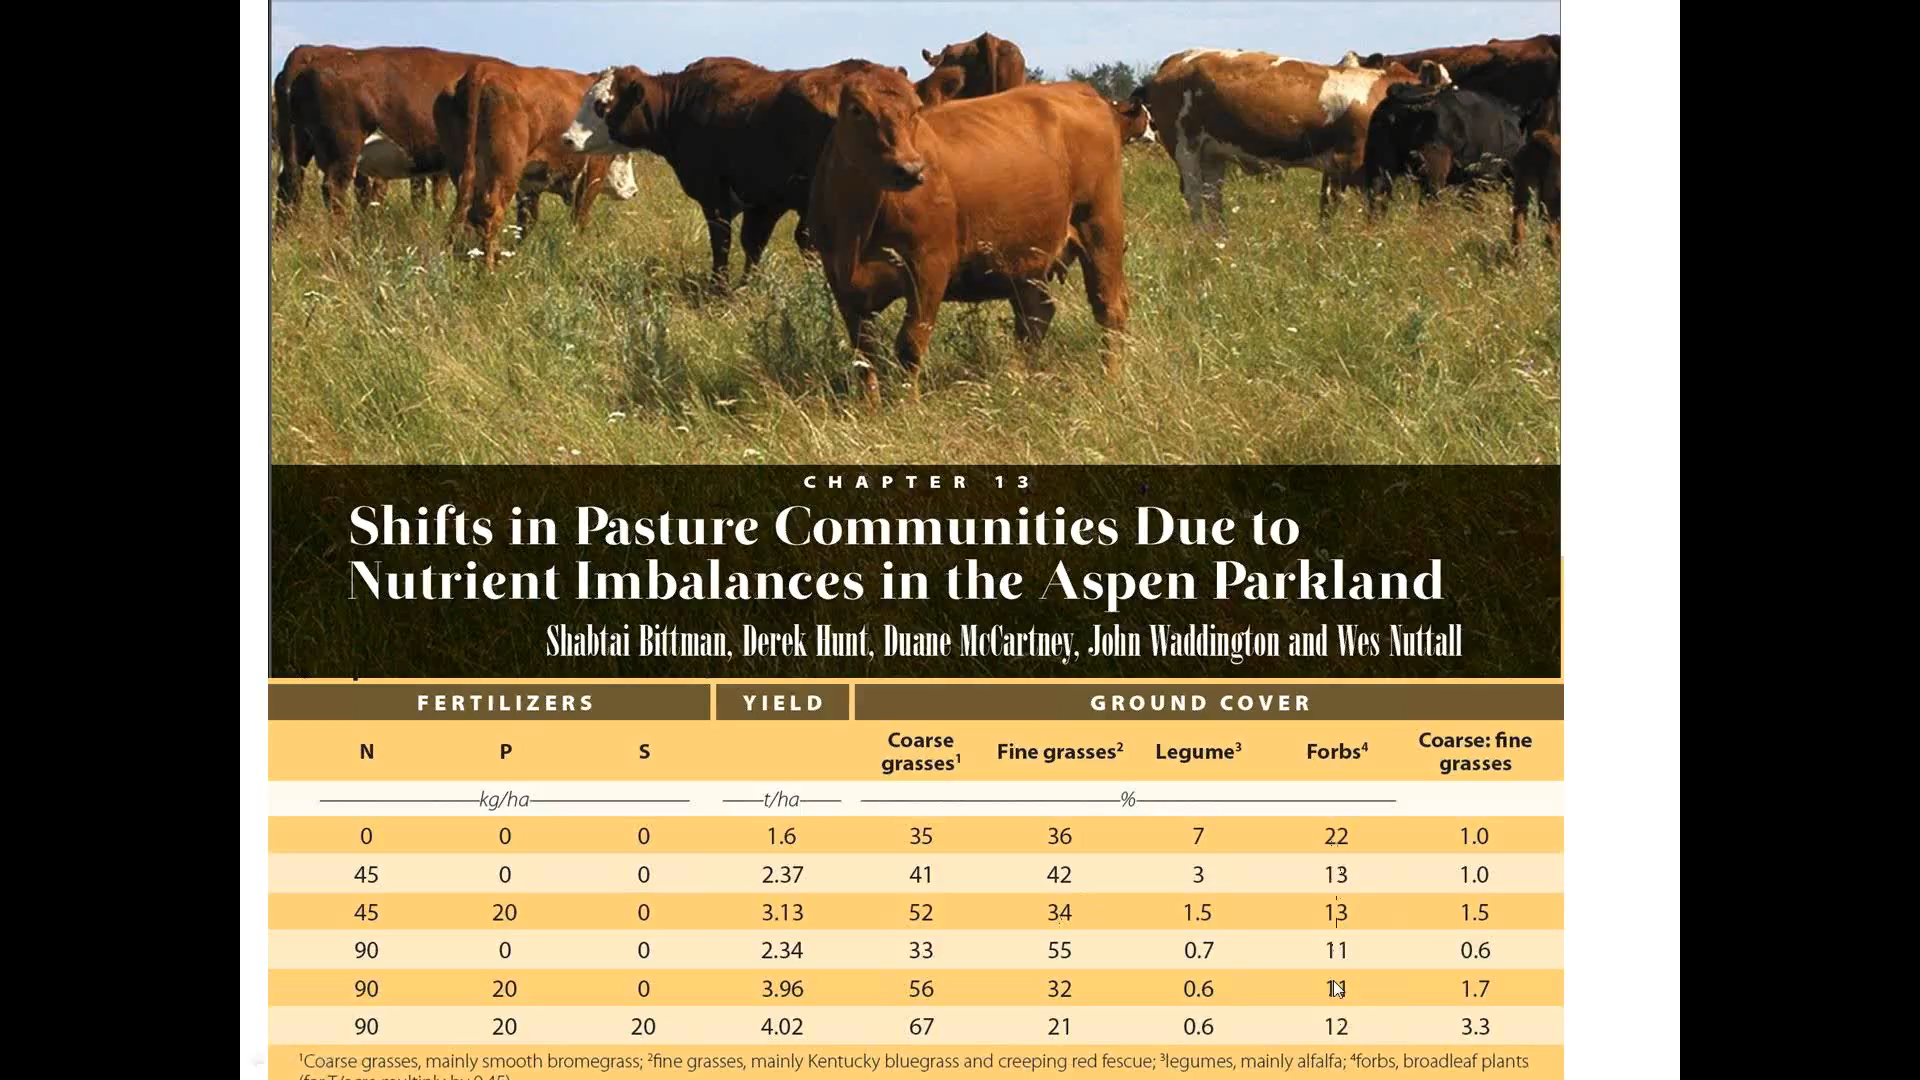 CHAPTER 13
Shifts in Pasture Communities Due to
Nutrient Imbalances in the Aspen Parkland
Shabtai Bittman, Derek Hunt, Duane McCartney, John Waddington and Wes Nuttall
FERTILIZERS YIELD GROUND COVER
N P S Coarse grasses¹ Fine grasses² Legume³ Forbs⁴ Coarse: fine grasses
kg/ha t/ha %
0 0 0 1.6 35 36 7 22 1.0
45 0 0 2.37 41 42 3 13 1.0
45 20 0 3.13 52 34 1.5 13 1.5
90 0 0 2.34 33 55 0.7 11 0.6
90 20 0 3.96 56 32 0.6 1.7
90 20 20 4.02 67 21 0.6 12 3.3
¹Coarse grasses, mainly smooth bromegrass; ²fine grasses, mainly Kentucky bluegrass and creeping red fescue; ³legumes, mainly alfalfa; ⁴forbs, broadleaf plants